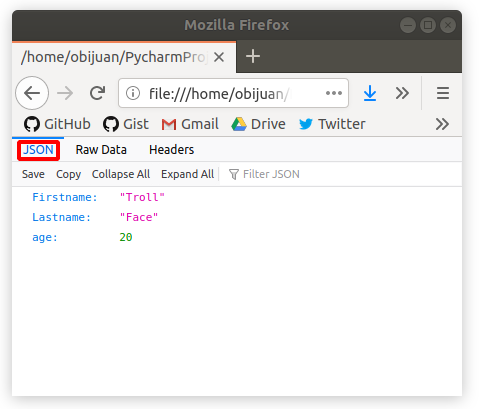 Mozilla Firefox
/home/obijuan/PycharmProj
file:///home/obijuan/
GitHub Gist Gmail Drive Twitter
JSON Raw Data Headers
Save Copy Collapse All Expand All Filter JSON
Firstname: "Troll"
Lastname: "Face"
age: 20